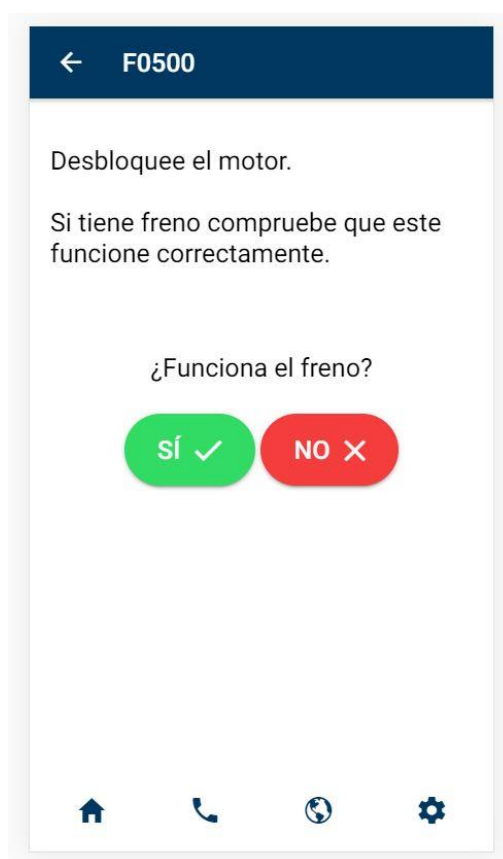 F0500
Desbloquee el motor.
Si tiene freno compruebe que este
funcione correctamente.
¿Funciona el freno?
SÍ
NO